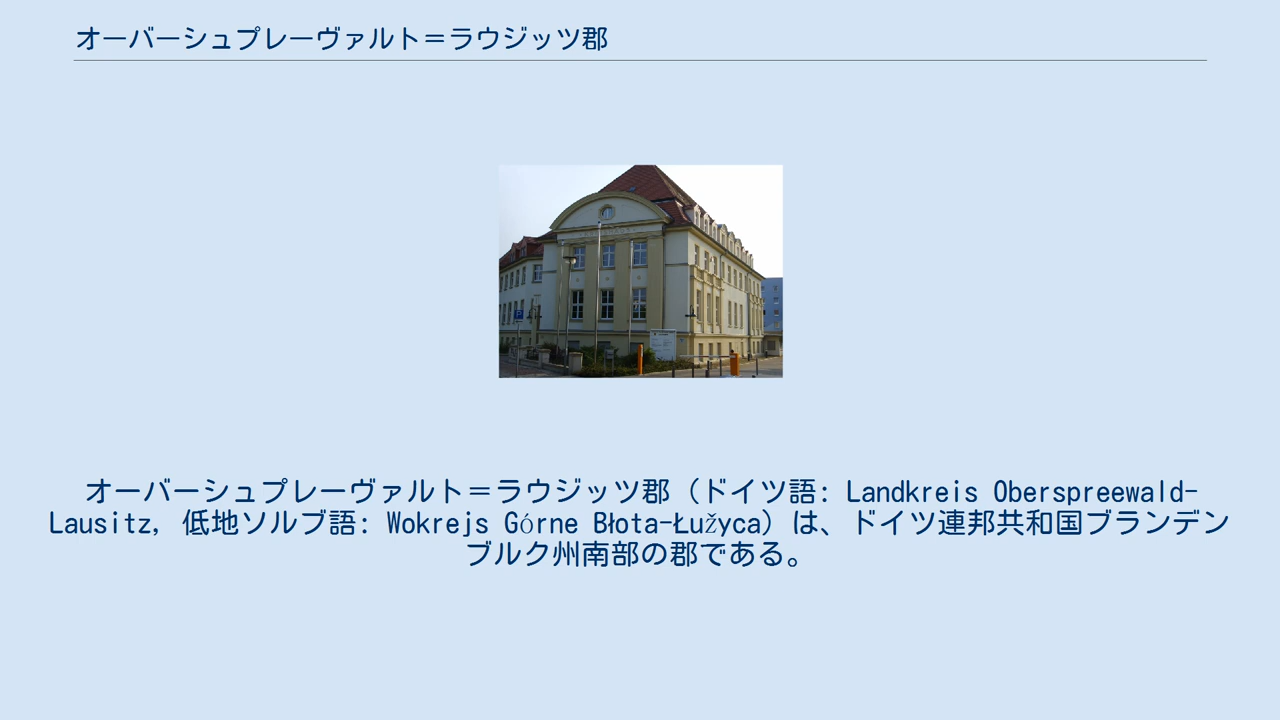 オーバーシュプレーヴァルト＝ラウジッツ郡
オーバーシュプレーヴァルト＝ラウジッツ郡（ドイツ語: Landkreis Oberspreewald-
Lausitz, 低地ソルブ語: Wokrejs Górne Błota-Łužyca）は、ドイツ連邦共和国ブランデン
ブルク州南部の郡である。